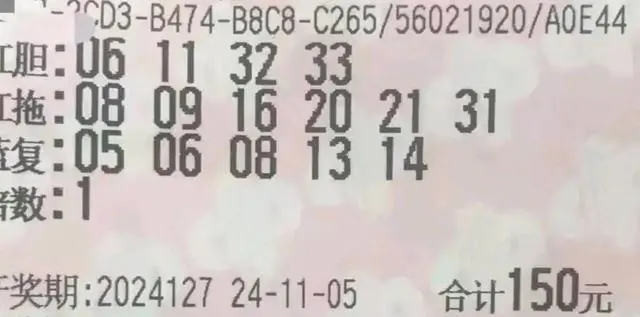 CD3-B474-B8C8-C265/56021920/A0E44
红胆:06 11 32 33
红拖:08 09 16 20 21 31
蓝复:05 06 08 13 14
倍数:1
开奖期:2024127 24-11-05 合计150元